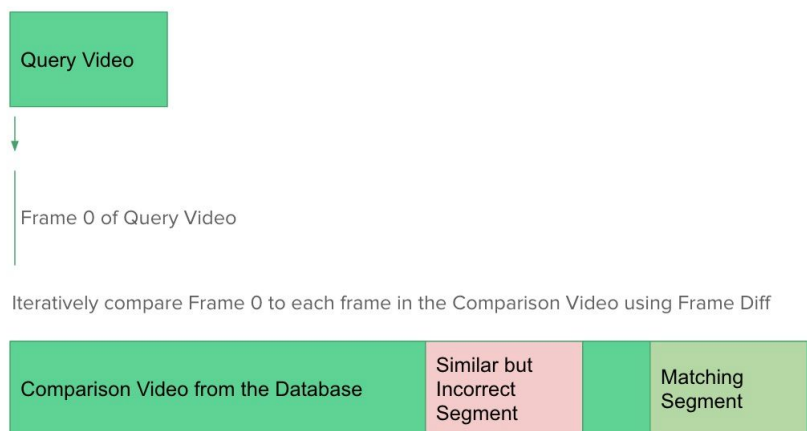 Query Video
Frame 0 of Query Video
Iteratively compare Frame 0 to each frame in the Comparison Video using Frame Diff
Comparison Video from the Database
Similar but
Incorrect
Segment
Matching
Segment